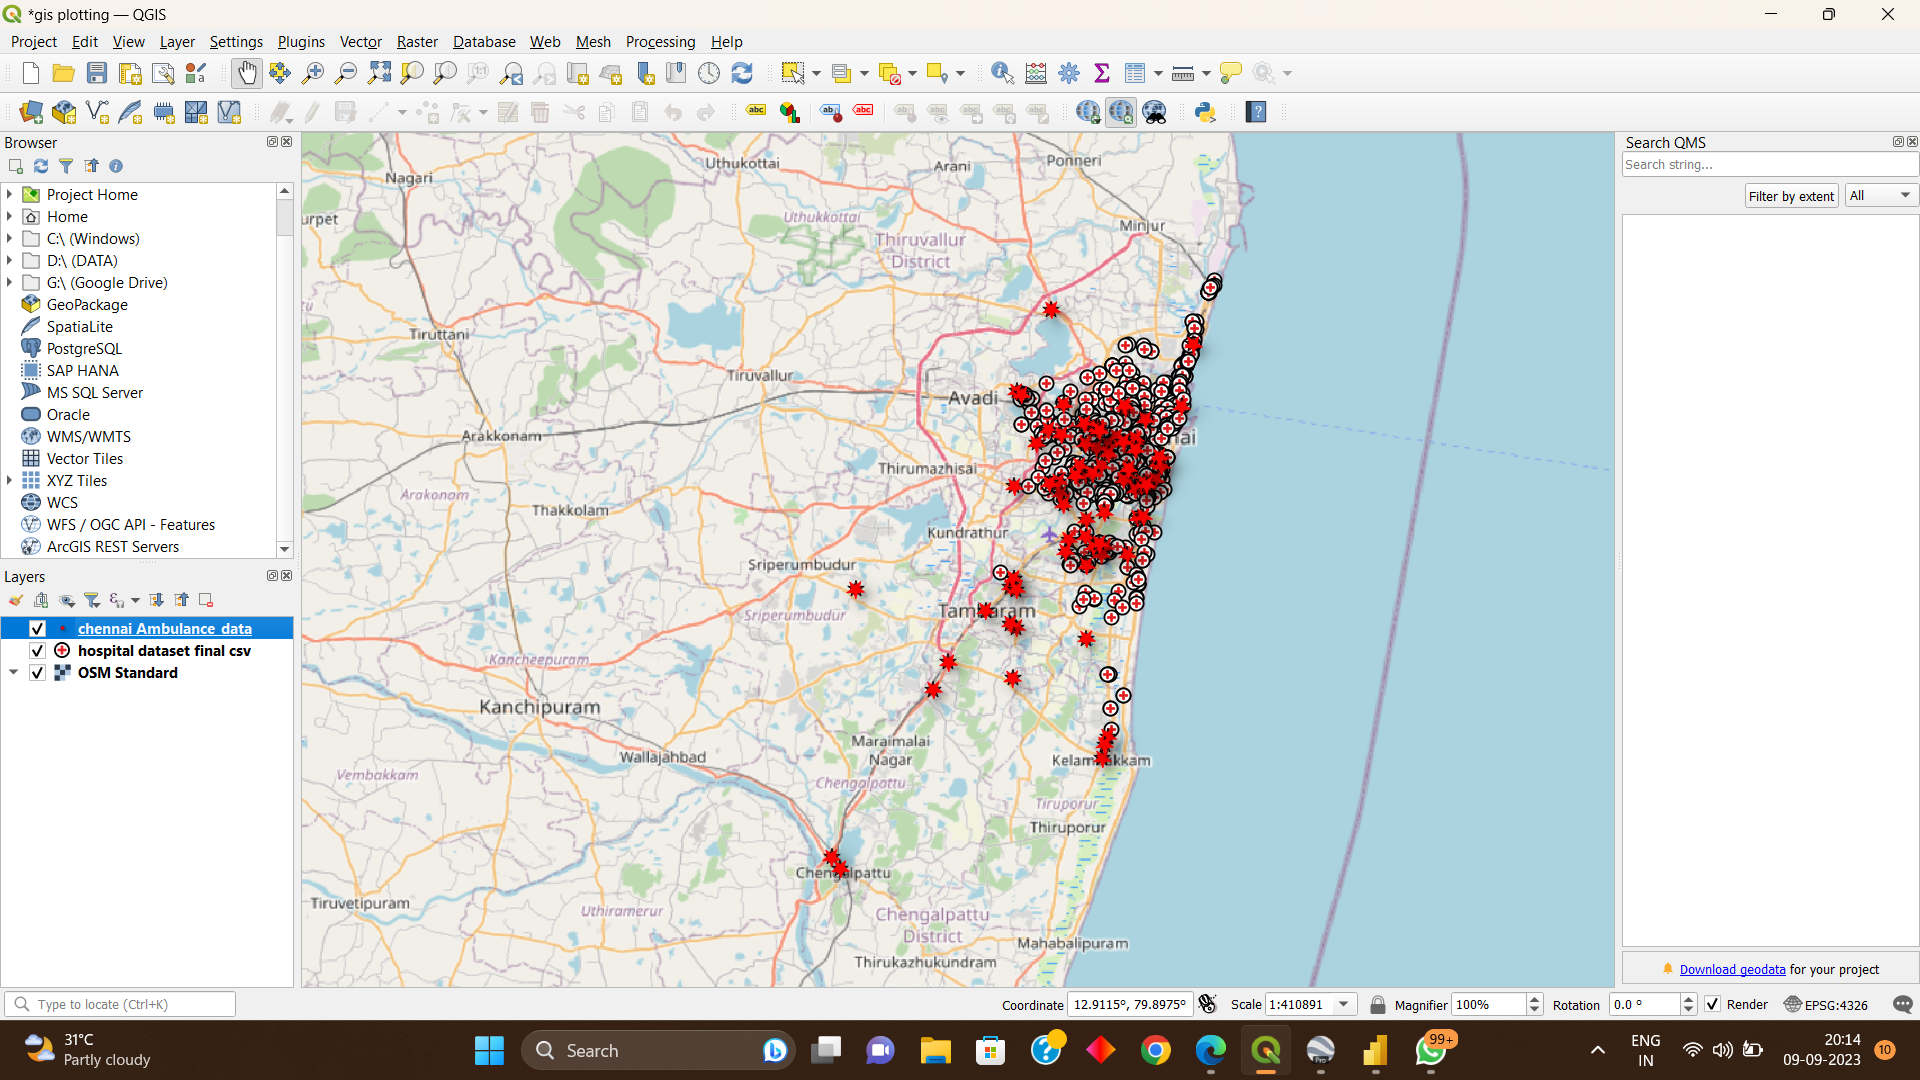 *gis plotting — QGIS
Project Edit View Layer Settings Plugins Vector Raster Database Web Mesh Processing Help
Browser
Project Home
Home
C:\ (Windows)
D:\ (DATA)
G:\ (Google Drive)
GeoPackage
SpatiaLite
PostgreSQL
SAP HANA
MS SQL Server
Oracle
WMS/WMTS
Vector Tiles
XYZ Tiles
WCS
WFS / OGC API - Features
ArcGIS REST Servers
Layers
chennai Ambulance data
hospital dataset final csv
OSM Standard
Nagari
Uthukottai
Arani
Ponneri
urpet
Uthukkottai
Minjur
Thiruvallur
District
Tiruttani
Tiruvallur
Avadi
nai
Arakkonam
Thirumazhisai
Arakonam
Thakkolam
Kundrathur
Sriperumbudur
Sriperumbudur
Tambaram
Kancheepuram
Kanchipuram
Maraimalai
Nagar
Wallajahbad
Kelambakkam
Vembakkam
Chengalpattu
Tiruporur
Thiruporur
Chengalpattu
Tiruvetipuram
Uthiramerur
Chengalpattu
District
Mahabalipuram
Thirukazhukundram
Search QMS
Search string...
Filter by extent All
Download geodata for your project
Type to locate (Ctrl+K)
Coordinate 12.9115°, 79.8975° Scale 1:410891 Magnifier 100% Rotation 0.0 ° Render EPSG:4326
31°C
Partly cloudy
Search
Pro
99+
ENG
IN
20:14
09-09-2023
10